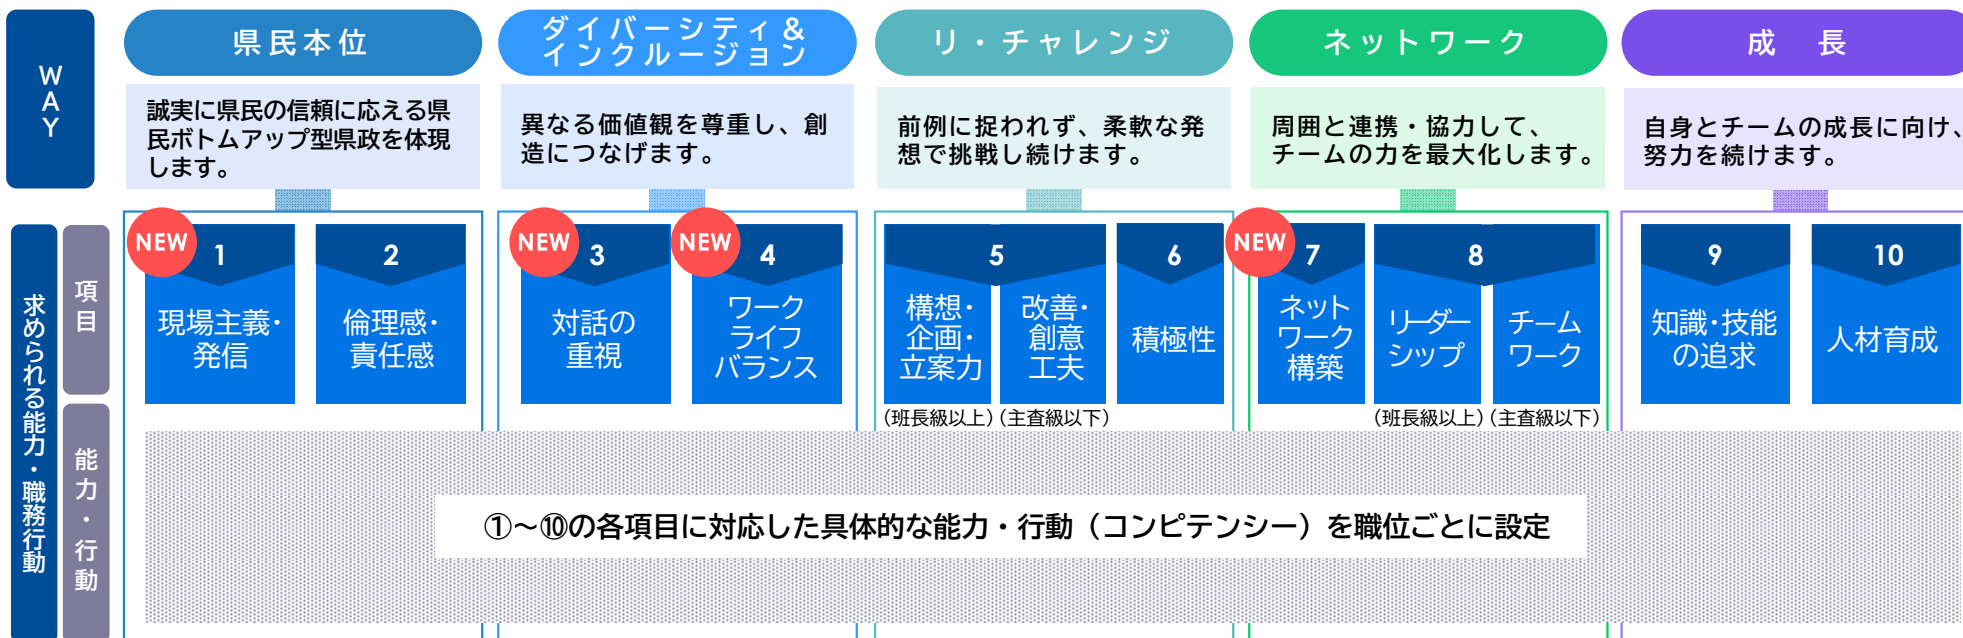 WAY
県民本位
ダイバーシティ&
インクルージョン
リ・チャレンジ
ネットワーク
成　長
誠実に県民の信頼に応える県
民ボトムアップ型県政を体現
します。
異なる価値観を尊重し、創
造につなげます。
前例に捉われず、柔軟な発
想で挑戦し続けます。
周囲と連携・協力して、
チームの力を最大化します。
自身とチームの成長に向け、
努力を続けます。
求められる能力・職務行動
項目
NEW
1
現場主義・
発信
2
倫理感・
責任感
NEW
3
対話の
重視
NEW
4
ワーク
ライフ
バランス
5
構想・
企画・
立案力
(班長級以上)
改善・
創意
工夫
(主査級以下)
6
積極性
NEW
7
ネット
ワーク
構築
8
リーダー
シップ
(班長級以上)
チーム
ワーク
(主査級以下)
9
知識・技能
の追求
10
人材育成
能力・行動
①～⑩の各項目に対応した具体的な能力・行動（コンピテンシー）を職位ごとに設定